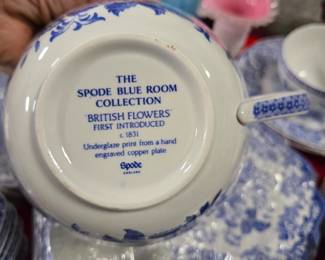 THE
SPODE BLUE ROOM
COLLECTION
'BRITISH FLOWERS'
FIRST INTRODUCED
c. 1831
Underglaze print from a hand
engraved copper plate
Spode
ENGLAND